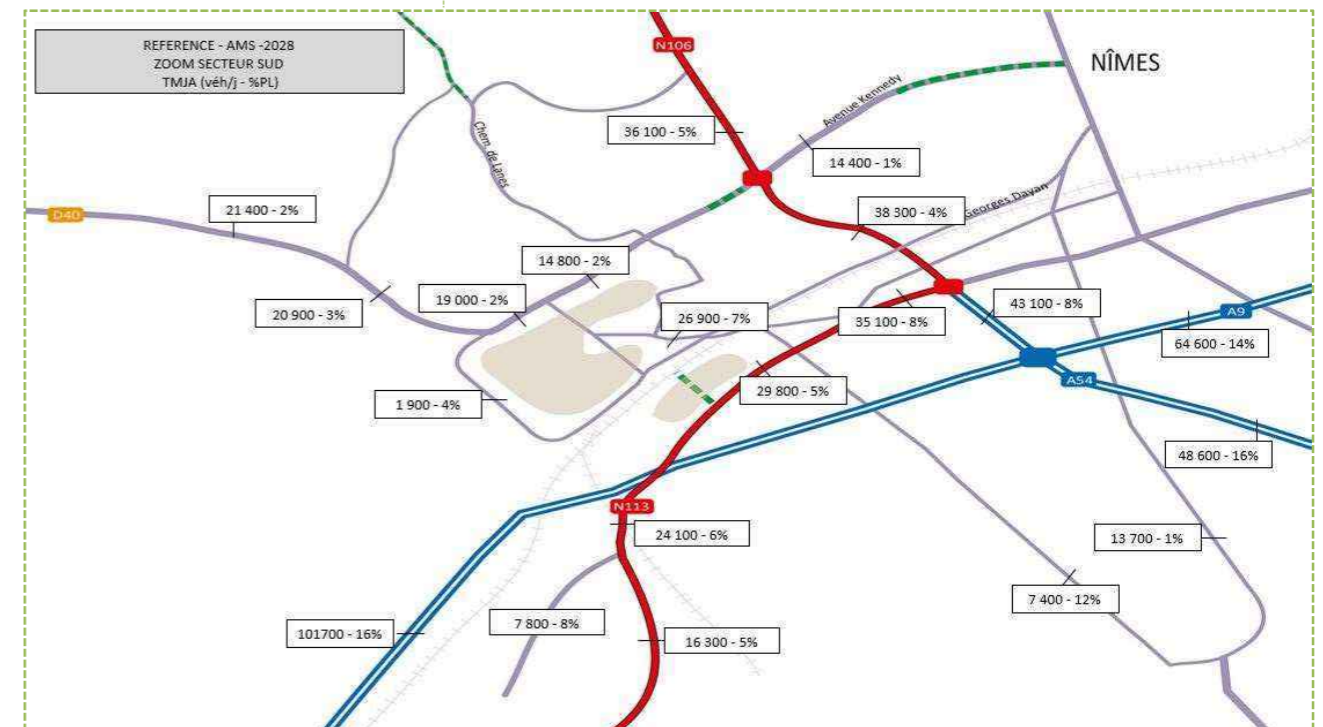 REFERENCE - AMS -2028
ZOOM SECTEUR SUD
TMJA (véh/j - %PL)
N106
NÎMES
Avenue Kennedy
36 100 - 5%
14 400 - 1%
Chem. de Lanes
D40
21 400 - 2%
38 300 - 4%
Georges Dayan
14 800 - 2%
19 000 - 2%
20 900 - 3%
26 900 - 7%
35 100 - 8%
43 100 - 8%
A9
64 600 - 14%
A54
29 800 - 5%
1 900 - 4%
48 600 - 16%
N113
24 100 - 6%
13 700 - 1%
7 400 - 12%
7 800 - 8%
101700 - 16%
16 300 - 5%